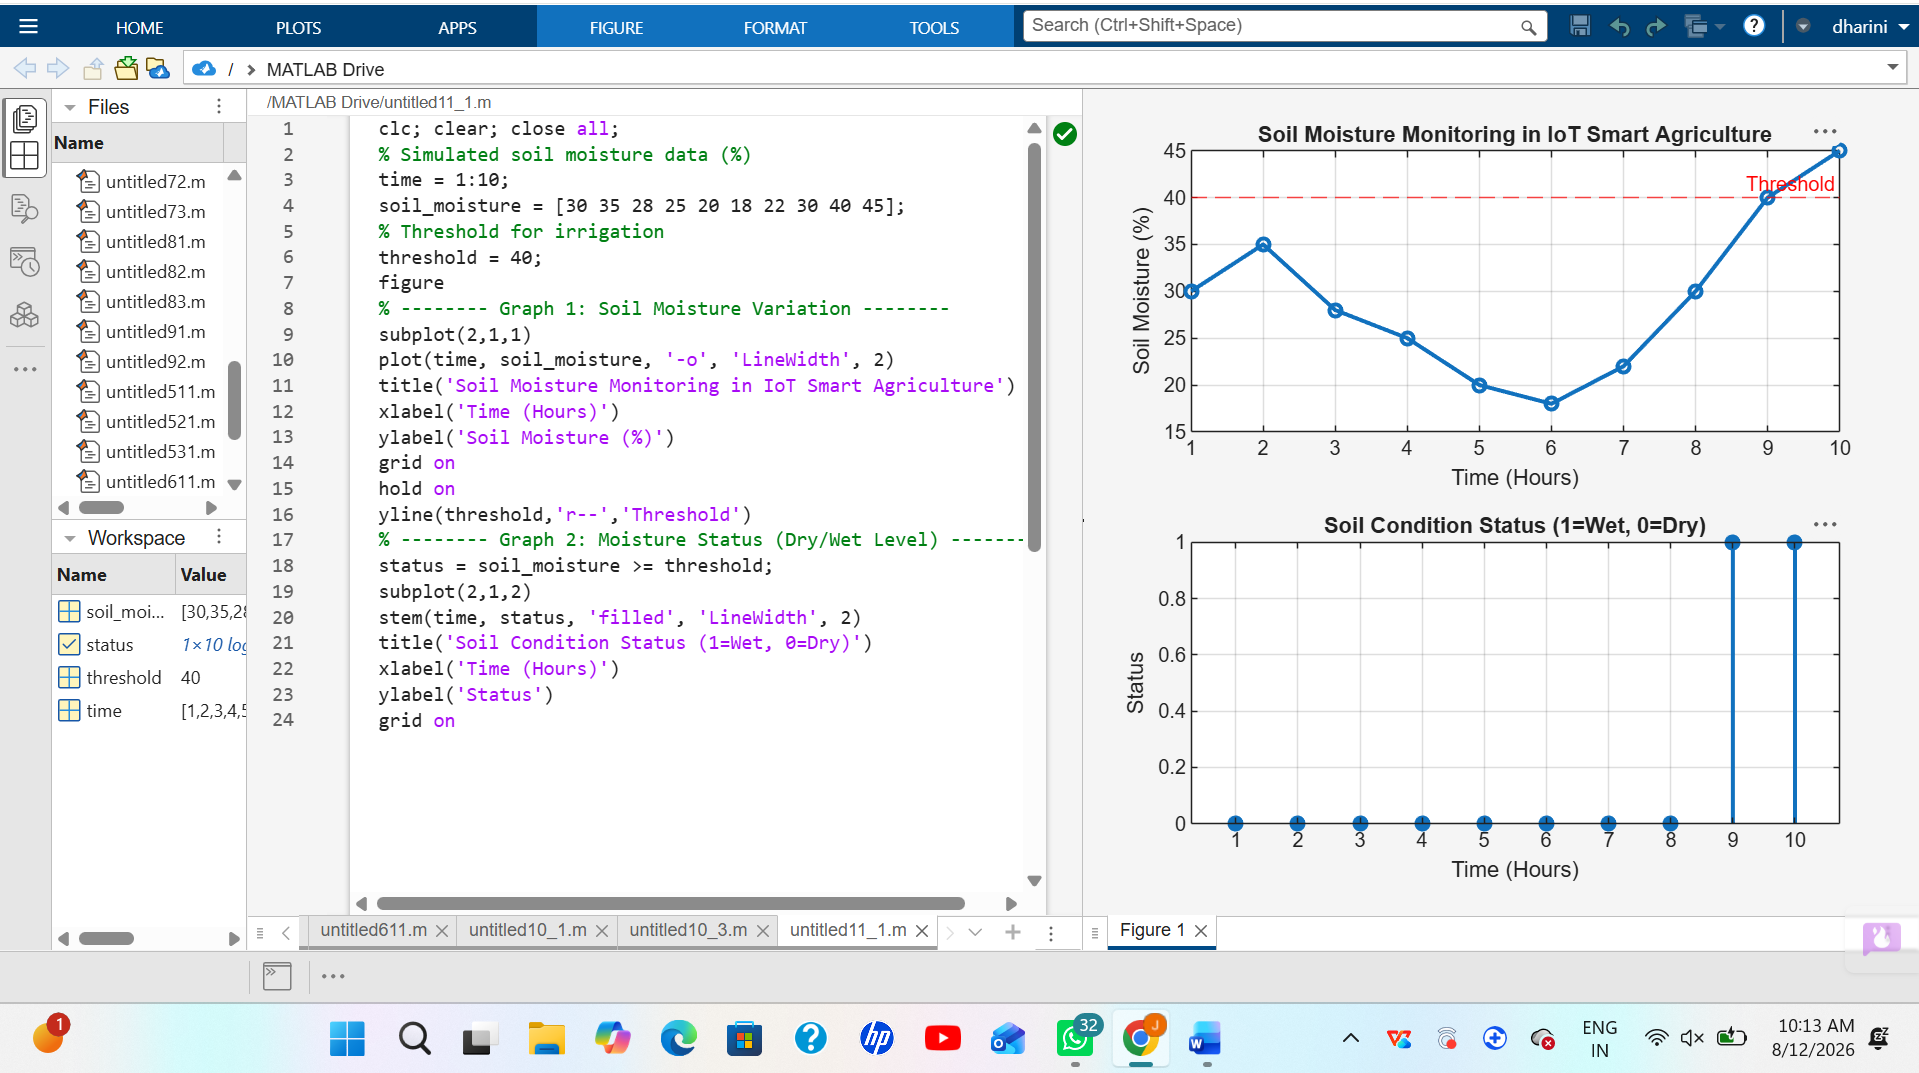 HOME PLOTS APPS FIGURE FORMAT TOOLS Search (Ctrl+Shift+Space) ? dharini
/ > MATLAB Drive
Files
Name
untitled72.m
untitled73.m
untitled81.m
untitled82.m
untitled83.m
untitled91.m
untitled92.m
untitled511.m
untitled521.m
untitled531.m
untitled611.m
Workspace
Name Value
soil_moi... [30,35,28
status 1×10 log
threshold 40
time [1,2,3,4,5
/MATLAB Drive/untitled11_1.m
1 clc; clear; close all;
2 % Simulated soil moisture data (%)
3 time = 1:10;
4 soil_moisture = [30 35 28 25 20 18 22 30 40 45];
5 % Threshold for irrigation
6 threshold = 40;
7 figure
8 % -------- Graph 1: Soil Moisture Variation --------
9 subplot(2,1,1)
10 plot(time, soil_moisture, '-o', 'LineWidth', 2)
11 title('Soil Moisture Monitoring in IoT Smart Agriculture')
12 xlabel('Time (Hours)')
13 ylabel('Soil Moisture (%)')
14 grid on
15 hold on
16 yline(threshold,'r--','Threshold')
17 % -------- Graph 2: Moisture Status (Dry/Wet Level) -------
18 status = soil_moisture >= threshold;
19 subplot(2,1,2)
20 stem(time, status, 'filled', 'LineWidth', 2)
21 title('Soil Condition Status (1=Wet, 0=Dry)')
22 xlabel('Time (Hours)')
23 ylabel('Status')
24 grid on
untitled611.m untitled10_1.m untitled10_3.m untitled11_1.m
Soil Moisture Monitoring in IoT Smart Agriculture
Soil Moisture (%)
45
40
35
30
25
20
15
Threshold
1 2 3 4 5 6 7 8 9 10
Time (Hours)
Soil Condition Status (1=Wet, 0=Dry)
Status
1
0.8
0.6
0.4
0.2
0
1 2 3 4 5 6 7 8 9 10
Time (Hours)
Figure 1
1
?
hp
32
J
W
ENG
IN
10:13 AM
8/12/2026